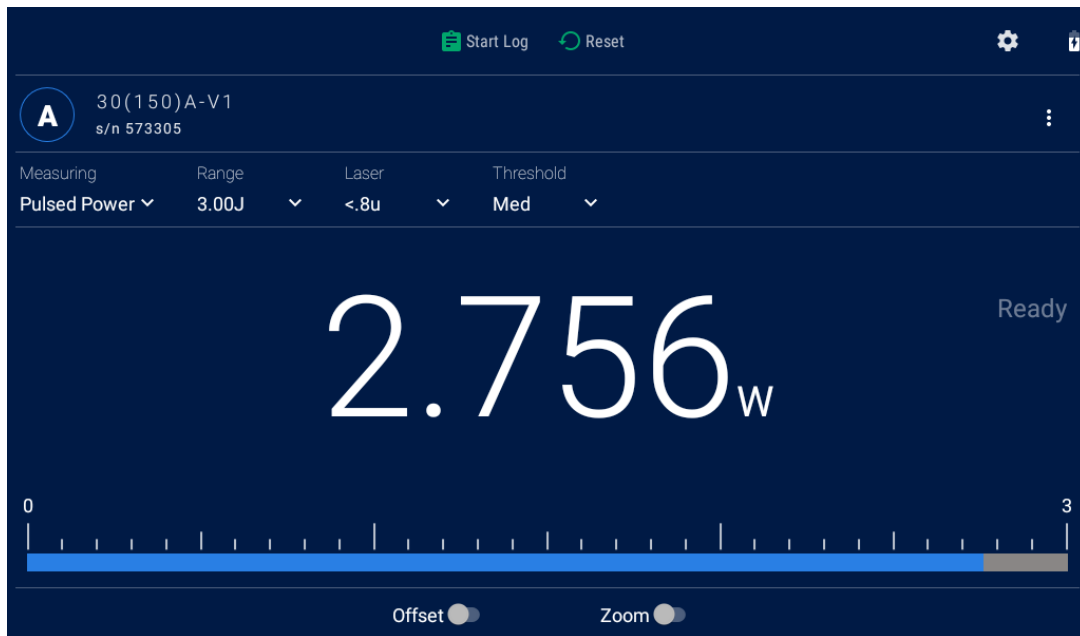 Start Log Reset
A
30(150)A-V1
s/n 573305
Measuring Range Laser Threshold
Pulsed Power 3.00J <.8u Med
2.756w
Ready
0 3
Offset Zoom